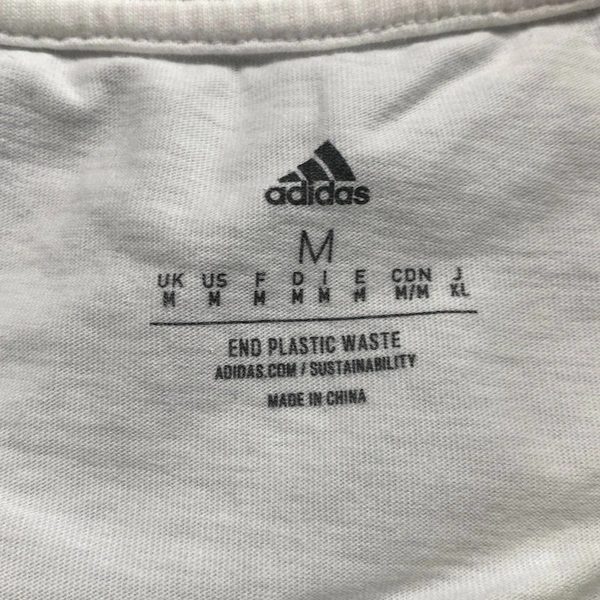 adidas
M
UK US F D I E CDN J
M M M M M M M/M XL
END PLASTIC WASTE
ADIDAS.COM / SUSTAINABILITY
MADE IN CHINA